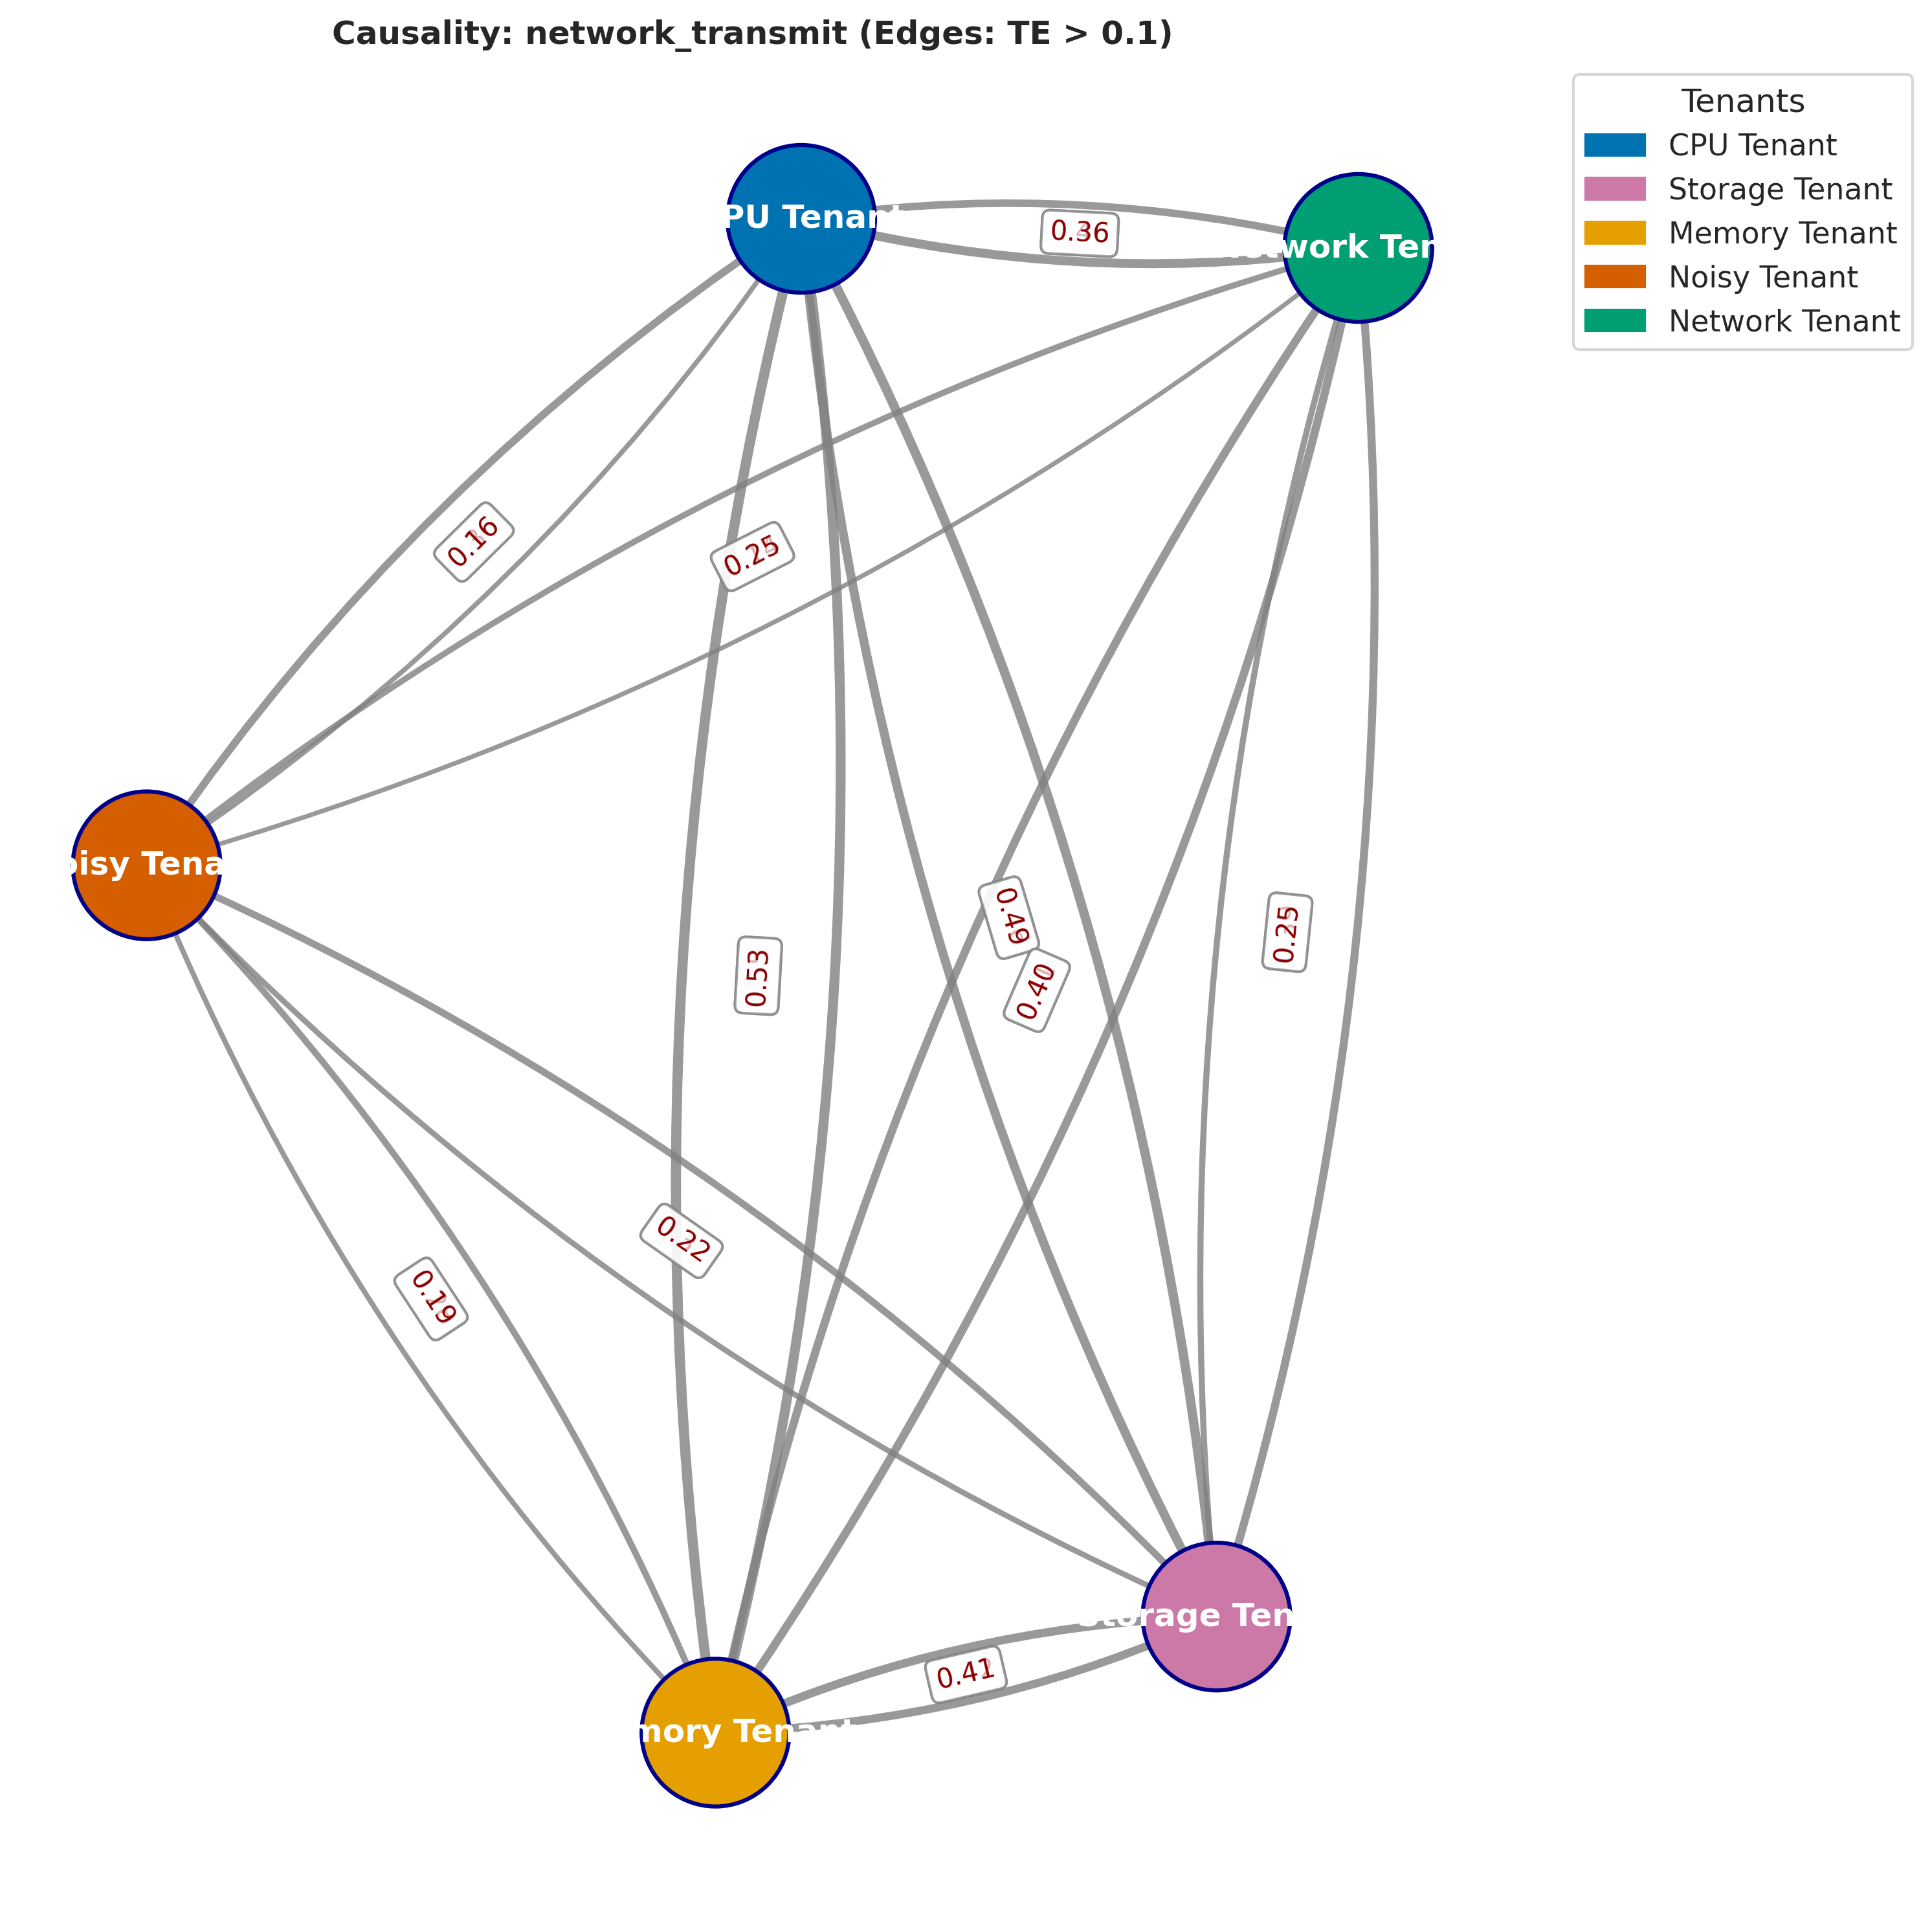 Causality: network_transmit (Edges: TE > 0.1)
Tenants
CPU Tenant
Storage Tenant
Memory Tenant
Noisy Tenant
Network Tenant
PU Tenant
work Ten
0.36
0.16
0.25
oisy Tena
0.53
0.49
0.40
0.25
0.22
0.19
torage Ten
0.41
mory Tenant